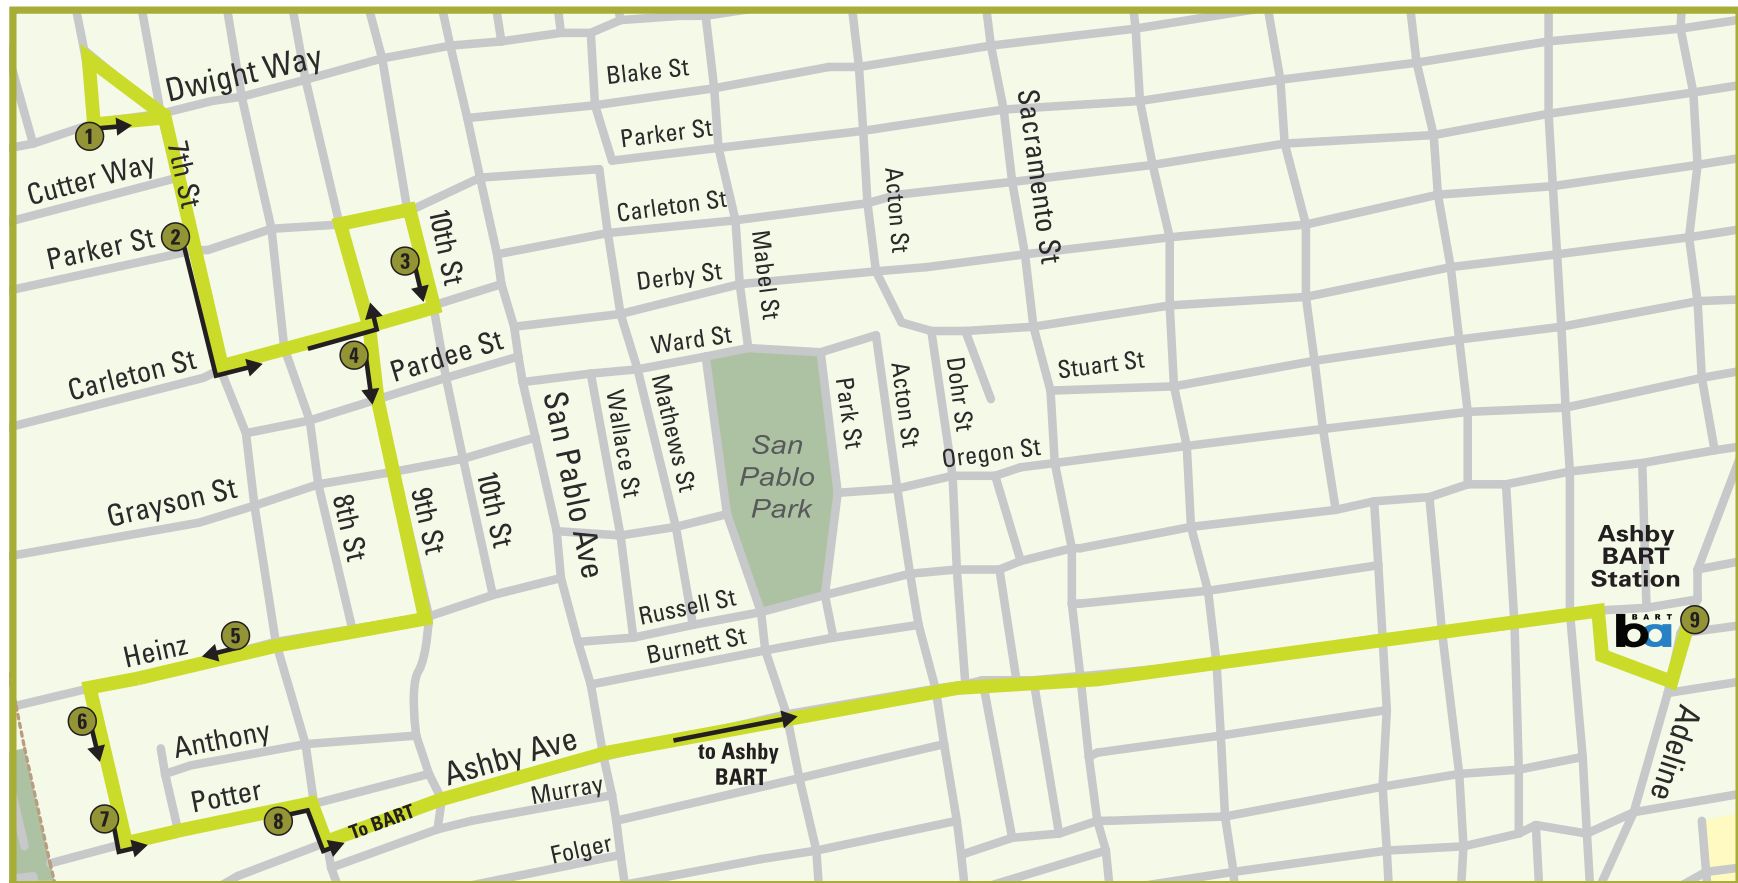 Dwight Way
Blake St
Parker St
Sacramento St
1
7th St
Cutter Way
Parker St
2
Carleton St
Acton St
10th St
3
Mabel St
Derby St
Carleton St
4
Pardee St
Ward St
Stuart St
San Pablo Ave
Wallace St
Mathews St
San
Pablo
Park
Park St
Acton St
Dohr St
Oregon St
Grayson St
8th St
9th St
10th St
Ashby
BART
Station
BART
ba
9
Heinz
5
Russell St
Burnett St
6
Anthony
Ashby Ave
to Ashby
BART
Adeline
Potter
7
8
To BART
Murray
Folger